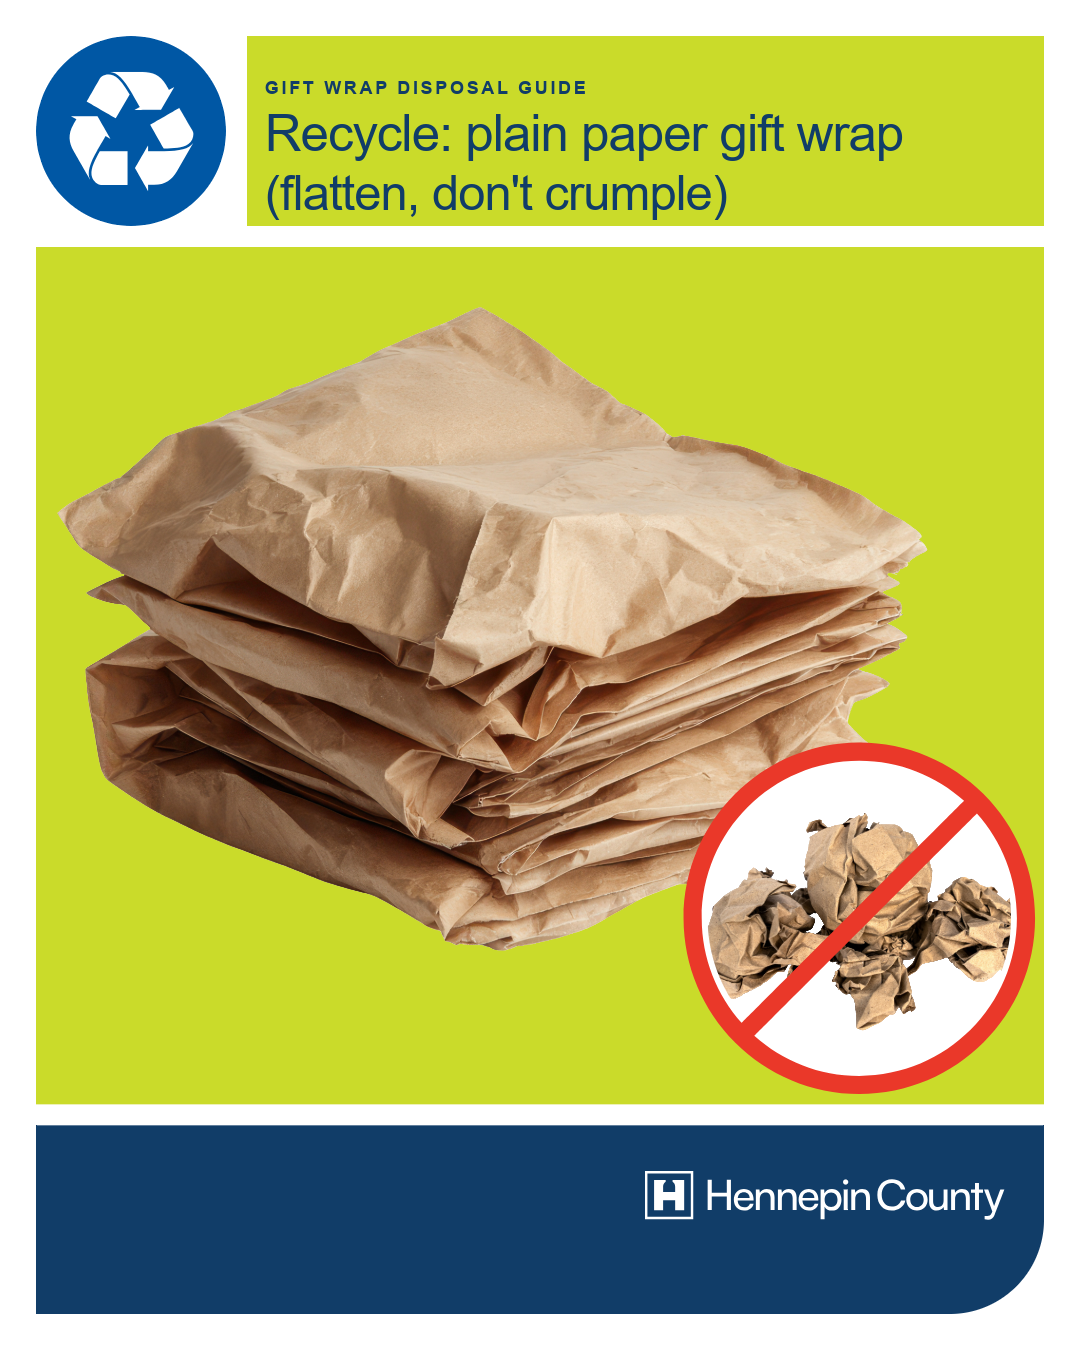 GIFT WRAP DISPOSAL GUIDE
Recycle: plain paper gift wrap
(flatten, don't crumple)
H Hennepin County